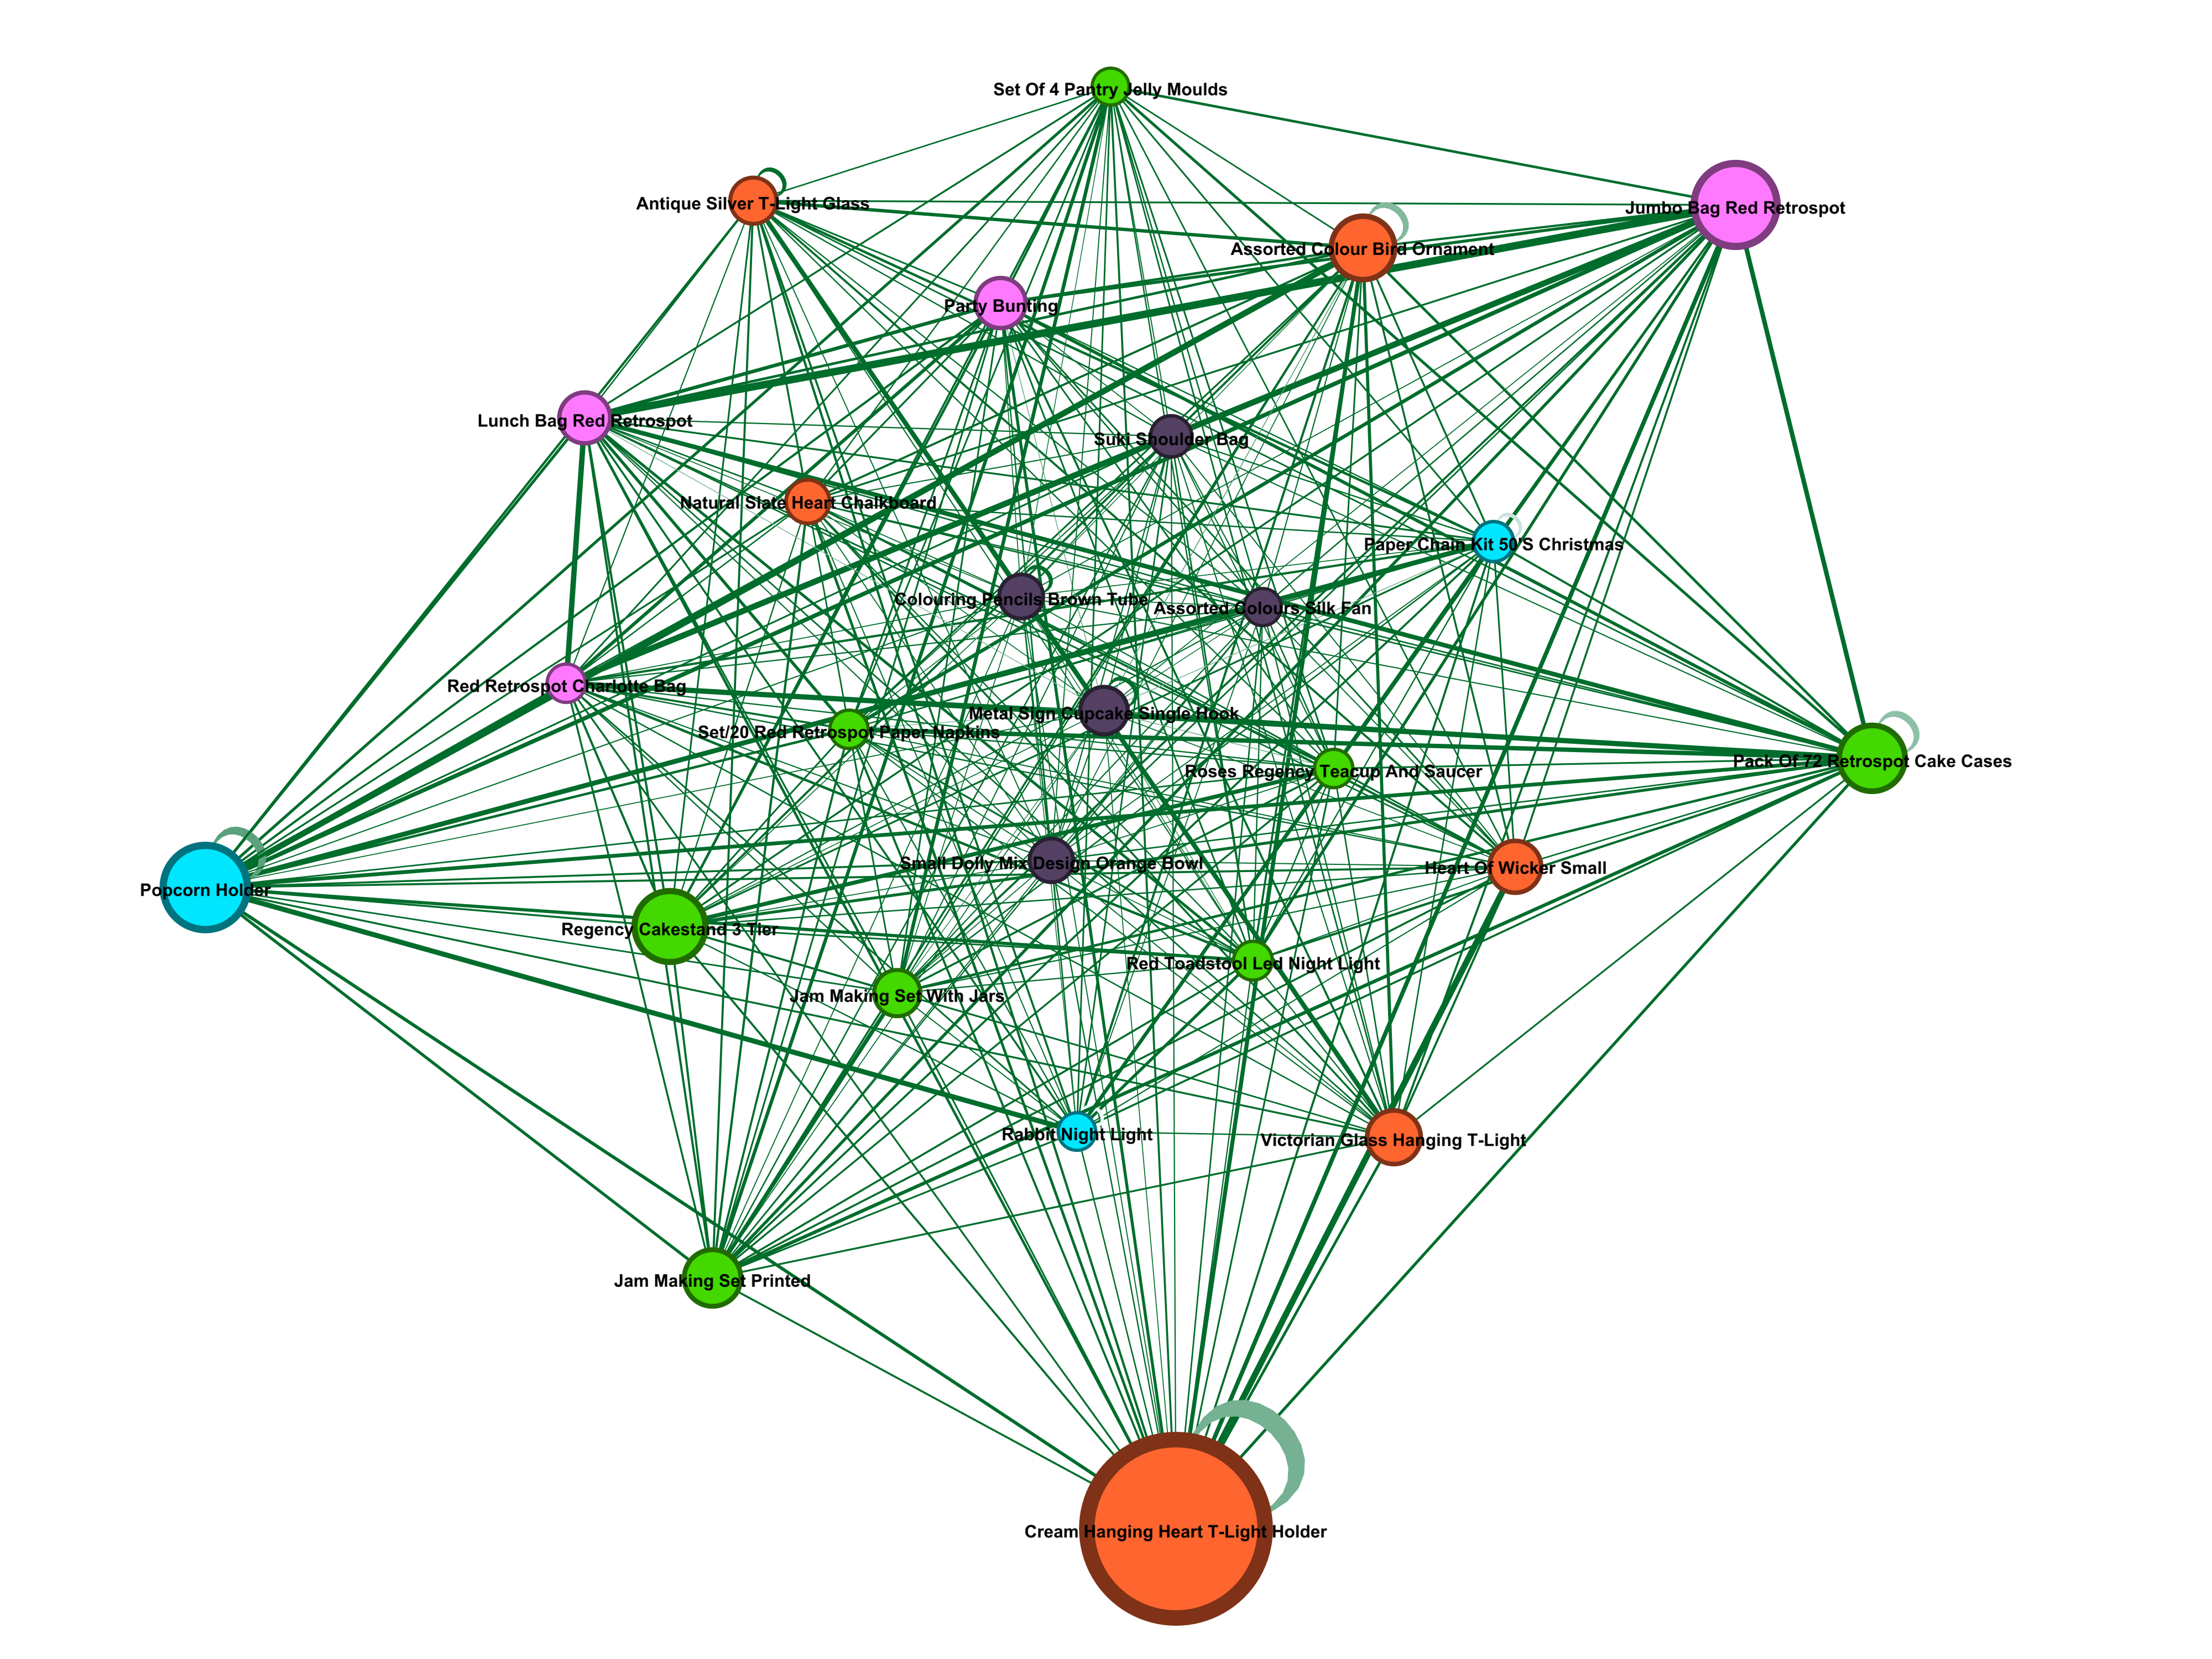 Set Of 4 Pantry Jelly Moulds
Antique Silver T-Light Glass
Jumbo Bag Red Retrospot
Assorted Colour Bird Ornament
Party Bunting
Lunch Bag Red Retrospot
Suki Shoulder Bag
Natural Slate Heart Chalkboard
Paper Chain Kit 50'S Christmas
Colouring Pencils Brown Tube
Assorted Colours Silk Fan
Red Retrospot Charlotte Bag
Metal Sign Cupcake Single Hook
Set/20 Red Retrospot Paper Napkins
Pack Of 72 Retrospot Cake Cases
Roses Regency Teacup And Saucer
Small Dolly Mix Design Orange Bowl
Heart Of Wicker Small
Popcorn Holder
Regency Cakestand 3 Tier
Red Toadstool Led Night Light
Jam Making Set With Jars
Rabbit Night Light
Victorian Glass Hanging T-Light
Jam Making Set Printed
Cream Hanging Heart T-Light Holder